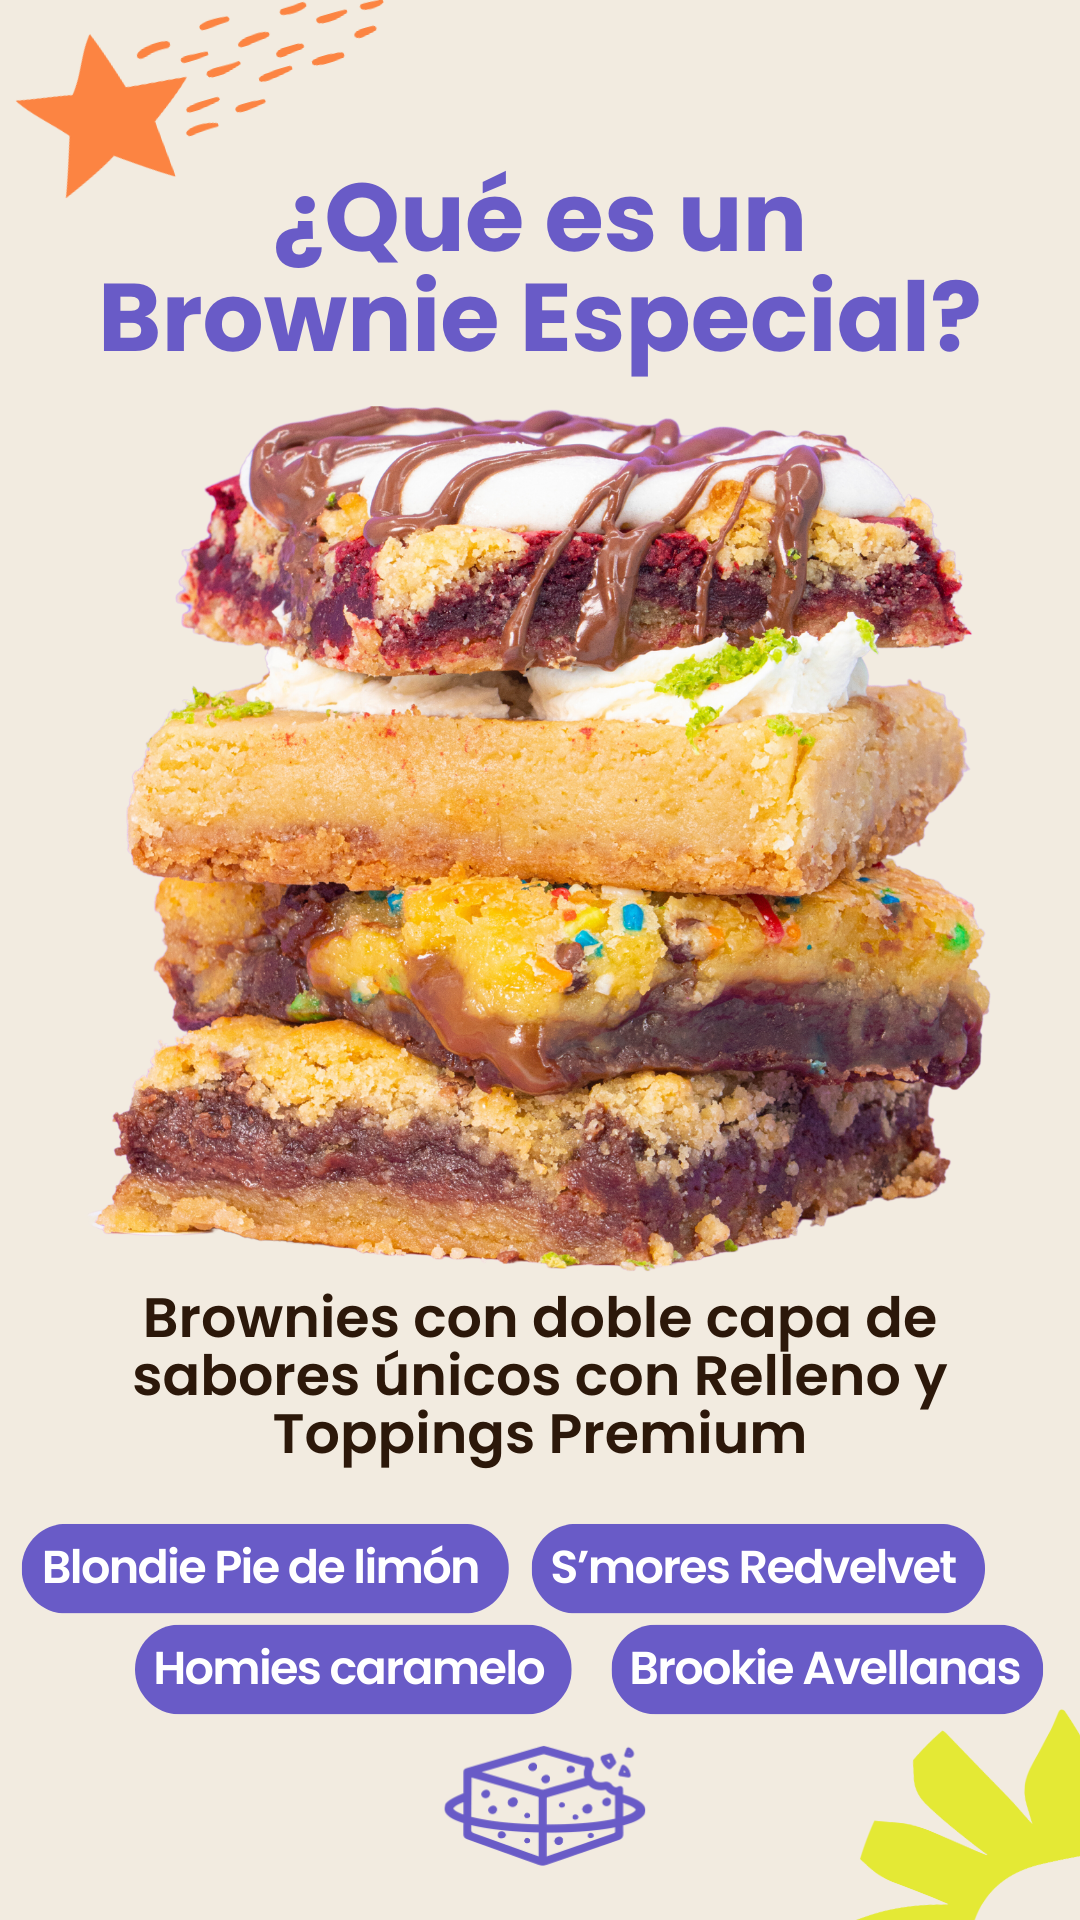 ¿Qué es un
Brownie Especial?
Brownies con doble capa de
sabores únicos con Relleno y
Toppings Premium
Blondie Pie de limón
S’mores Redvelvet
Homies caramelo
Brookie Avellanas